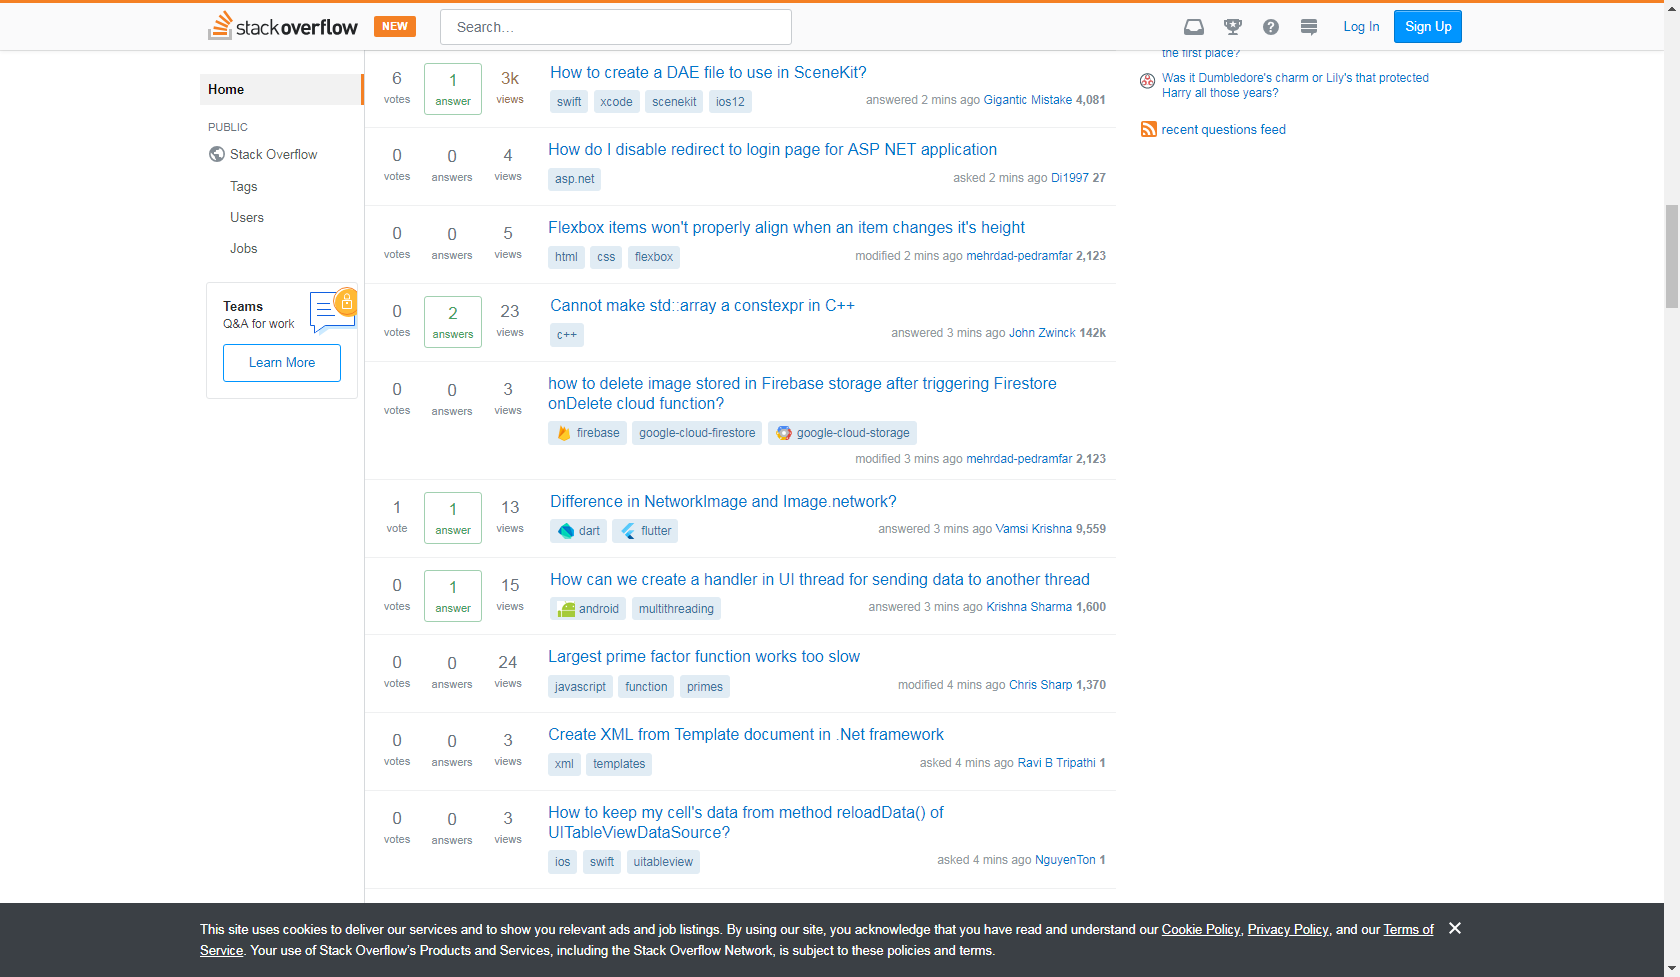 stackoverflow
NEW
Search...
Log In
Sign Up
Home
PUBLIC
Stack Overflow
Tags
Users
Jobs
Teams
Q&A for work
Learn More
6 votes
1 answer
3k views
How to create a DAE file to use in SceneKit?
swift xcode scenekit ios12
answered 2 mins ago Gigantic Mistake 4,081
0 votes
0 answers
4 views
How do I disable redirect to login page for ASP NET application
asp.net
asked 2 mins ago Di1997 27
0 votes
0 answers
5 views
Flexbox items won't properly align when an item changes it's height
html css flexbox
modified 2 mins ago mehrdad-pedramfar 2,123
0 votes
2 answers
23 views
Cannot make std::array a constexpr in C++
c++
answered 3 mins ago John Zwinck 142k
0 votes
0 answers
3 views
how to delete image stored in Firebase storage after triggering Firestore
onDelete cloud function?
firebase google-cloud-firestore google-cloud-storage
modified 3 mins ago mehrdad-pedramfar 2,123
1 vote
1 answer
13 views
Difference in NetworkImage and Image.network?
dart flutter
answered 3 mins ago Vamsi Krishna 9,559
0 votes
1 answer
15 views
How can we create a handler in UI thread for sending data to another thread
android multithreading
answered 3 mins ago Krishna Sharma 1,600
0 votes
0 answers
24 views
Largest prime factor function works too slow
javascript function primes
modified 4 mins ago Chris Sharp 1,370
0 votes
0 answers
3 views
Create XML from Template document in .Net framework
xml templates
asked 4 mins ago Ravi B Tripathi 1
0 votes
0 answers
3 views
How to keep my cell's data from method reloadData() of
UITableViewDataSource?
ios swift uitableview
asked 4 mins ago NguyenTon 1
the first place?
Was it Dumbledore's charm or Lily's that protected
Harry all those years?
recent questions feed
This site uses cookies to deliver our services and to show you relevant ads and job listings. By using our site, you acknowledge that you have read and understand our Cookie Policy, Privacy Policy, and our Terms of
Service. Your use of Stack Overflow's Products and Services, including the Stack Overflow Network, is subject to these policies and terms.